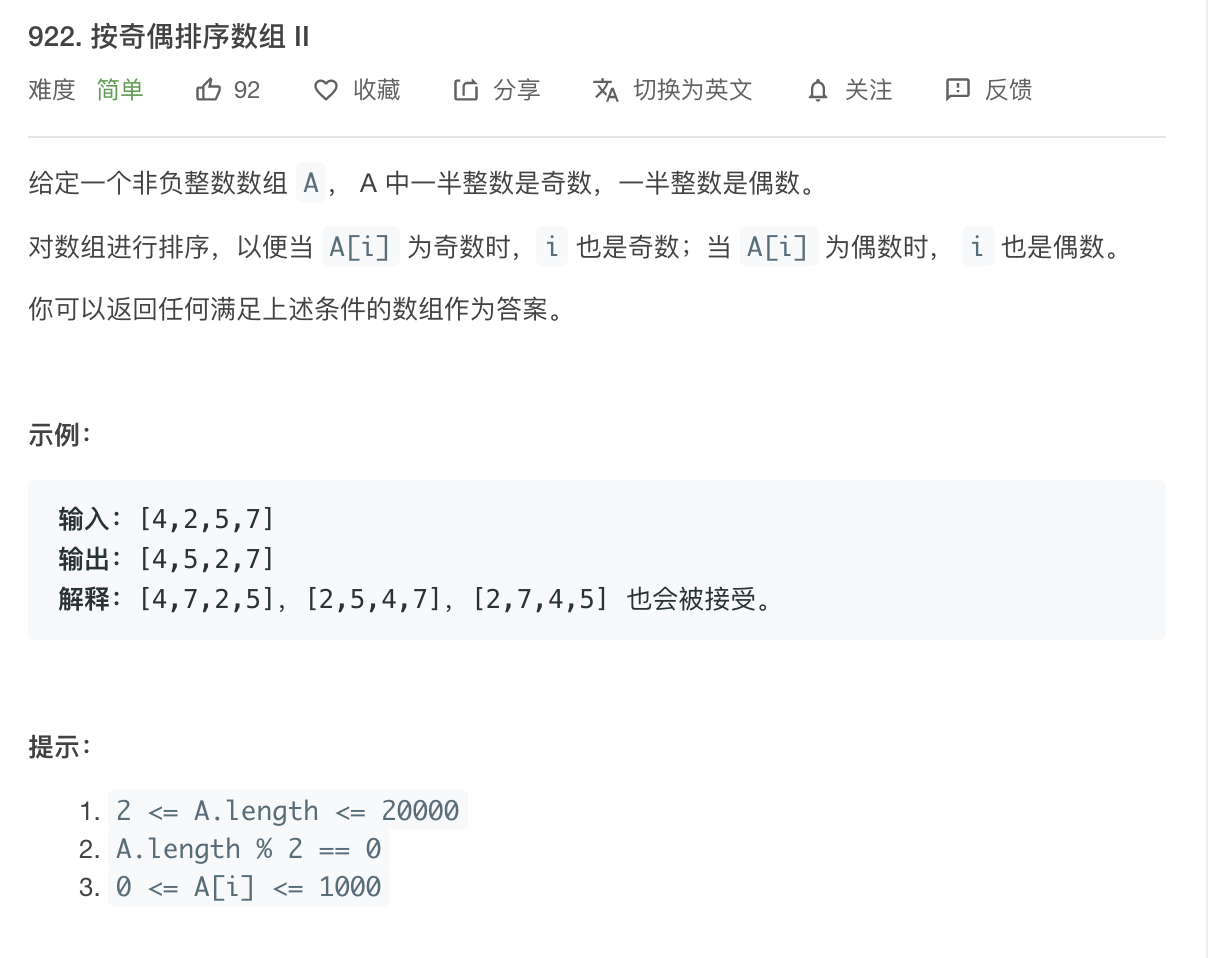 922. 按奇偶排序数组 II
难度 简单 92 收藏 分享 切换为英文 关注 反馈
给定一个非负整数数组 A， A 中一半整数是奇数，一半整数是偶数。
对数组进行排序，以便当 A[i] 为奇数时， i 也是奇数；当 A[i] 为偶数时， i 也是偶数。
你可以返回任何满足上述条件的数组作为答案。
示例：
输入：[4,2,5,7]
输出：[4,5,2,7]
解释：[4,7,2,5]，[2,5,4,7]，[2,7,4,5] 也会被接受。
提示：
1. 2 <= A.length <= 20000
2. A.length % 2 == 0
3. 0 <= A[i] <= 1000